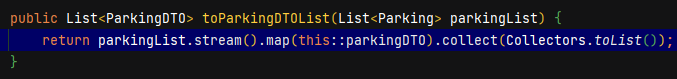 public List<ParkingDTO> toParkingDTOList(List<Parking> parkingList) {
return parkingList.stream().map(this::parkingDTO).collect(Collectors.toList());
}